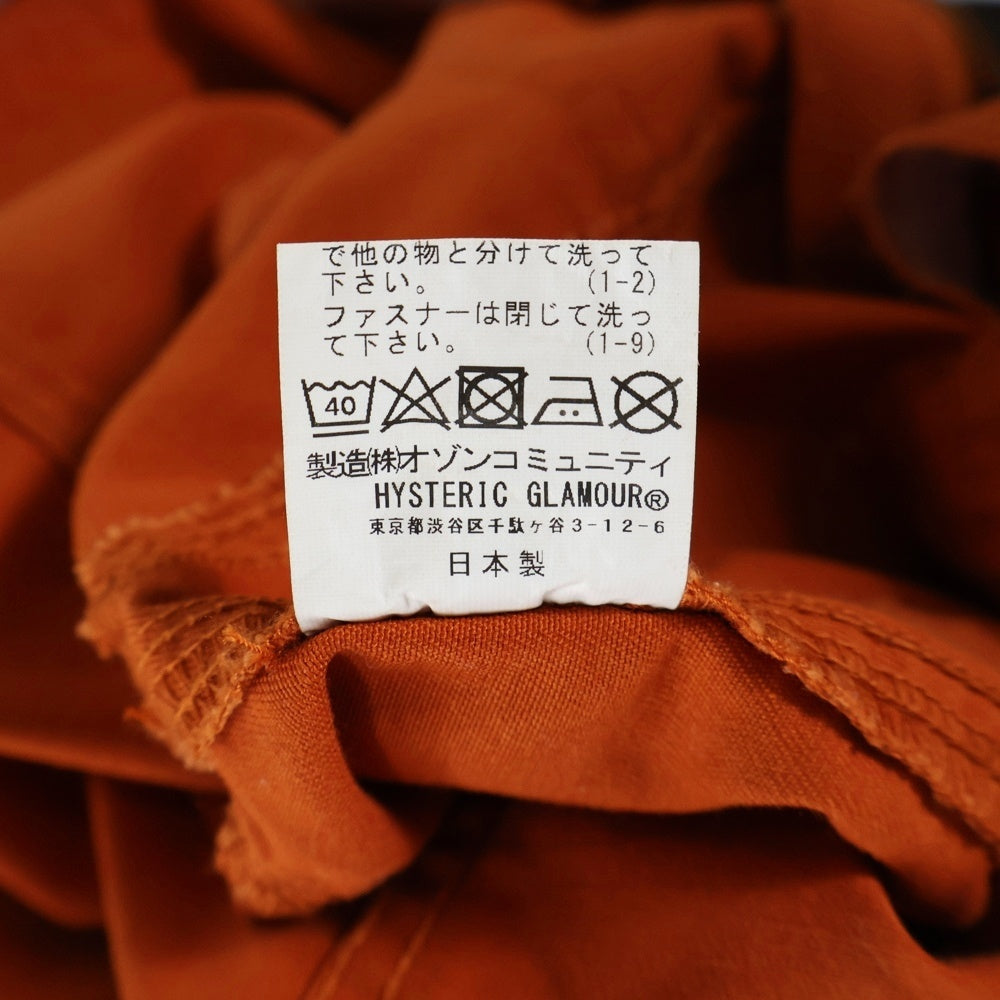 で他の物と分けて洗って
下さい。 (1-2)
ファスナーは閉じて洗っ
て下さい。 (1-9)
40
製造㈱オゾンコミュニティ
HYSTERIC GLAMOUR®
東京都渋谷区千駄ヶ谷3-12-6
日本製